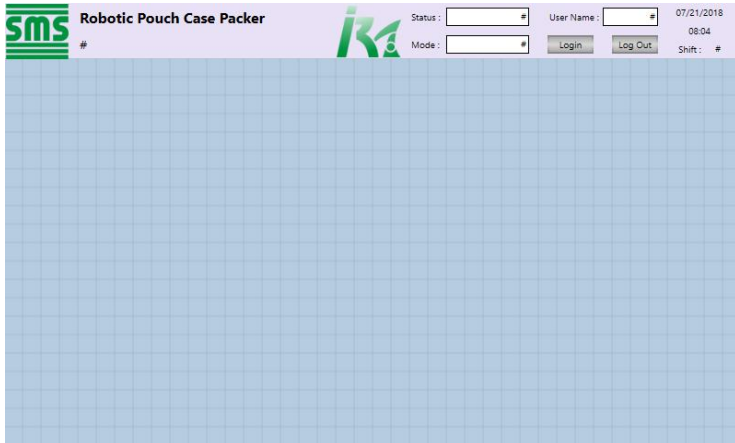 sms
Robotic Pouch Case Packer
#
Status : #
Mode : #
User Name : #
Login Log Out
07/21/2018
08:04
Shift : #